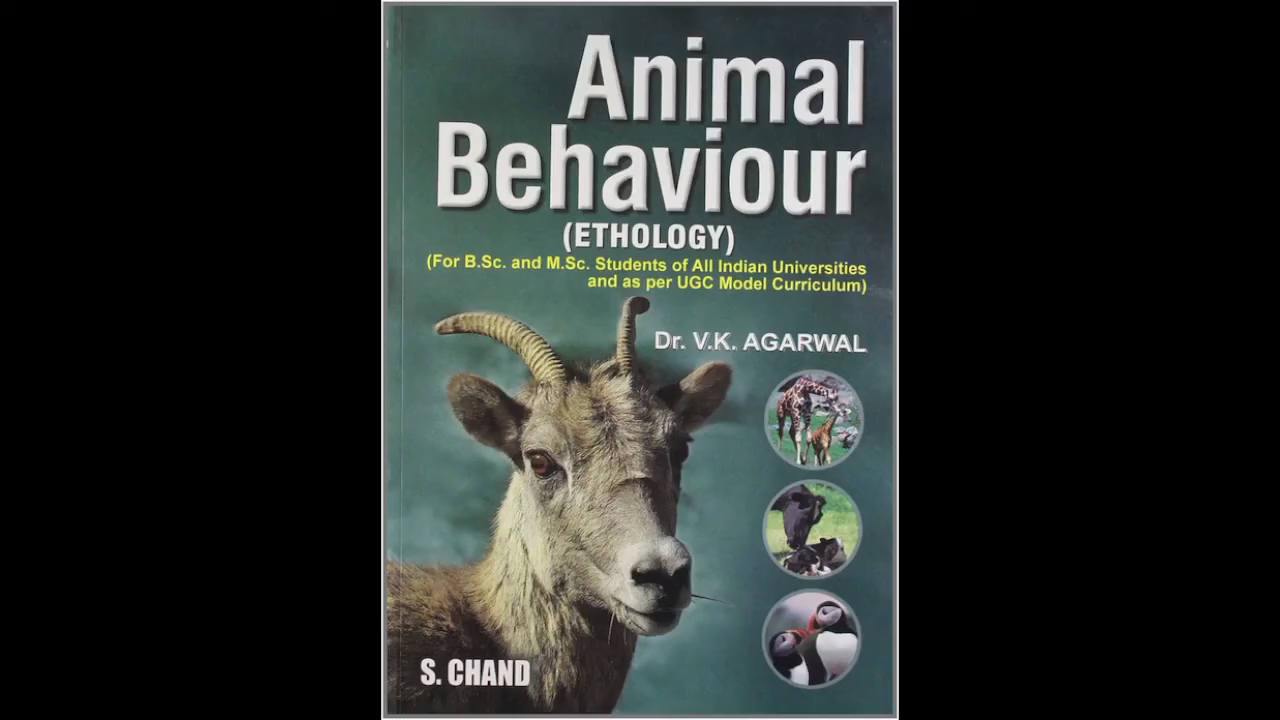 Animal
Behaviour
(ETHOLOGY)
(For B.Sc. and M.Sc. Students of All Indian Universities
and as per UGC Model Curriculum)
Dr. V.K. AGARWAL
S. CHAND